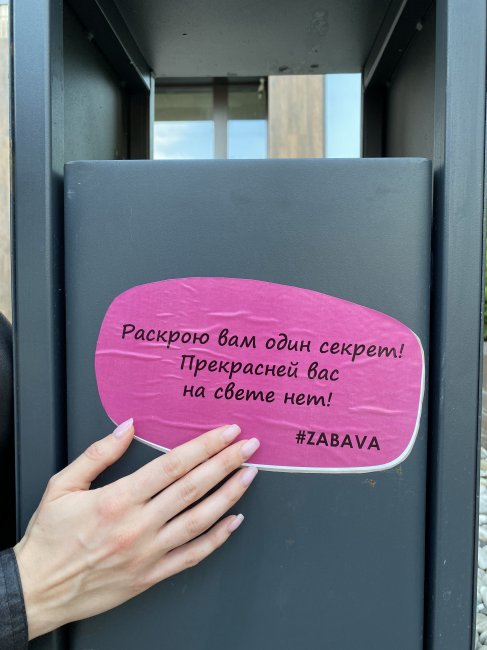 Раскрою вам один секрет!
Прекрасней вас
на свете нет!
#ZABAVA